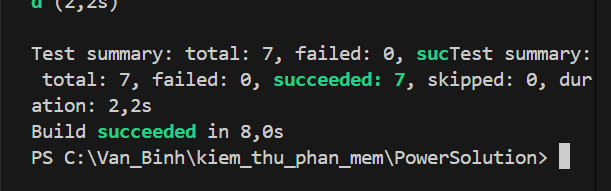 d (2,2s)
Test summary: total: 7, failed: 0, sucTest summary:
total: 7, failed: 0, succeeded: 7, skipped: 0, dur
ation: 2,2s
Build succeeded in 8,0s
PS C:\Van_Binh\kiem_thu_phan_mem\PowerSolution>